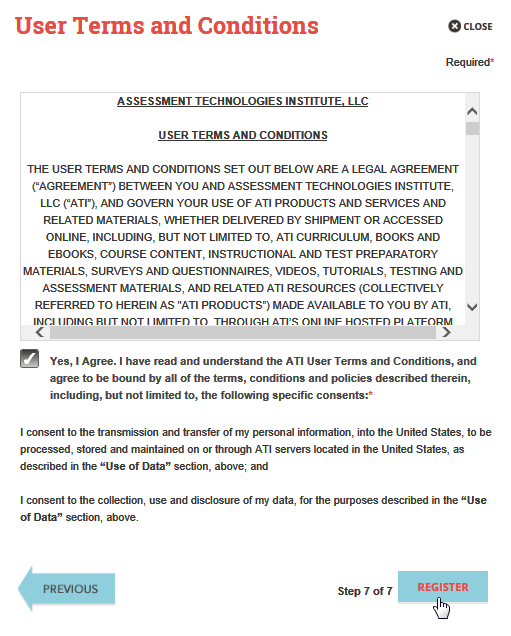 User Terms and Conditions
CLOSE
Required*
ASSESSMENT TECHNOLOGIES INSTITUTE, LLC
USER TERMS AND CONDITIONS
THE USER TERMS AND CONDITIONS SET OUT BELOW ARE A LEGAL AGREEMENT
(“AGREEMENT”) BETWEEN YOU AND ASSESSMENT TECHNOLOGIES INSTITUTE,
LLC (“ATI”), AND GOVERN YOUR USE OF ATI PRODUCTS AND SERVICES AND
RELATED MATERIALS, WHETHER DELIVERED BY SHIPMENT OR ACCESSED
ONLINE, INCLUDING, BUT NOT LIMITED TO, ATI CURRICULUM, BOOKS AND
EBOOKS, COURSE CONTENT, INSTRUCTIONAL AND TEST PREPARATORY
MATERIALS, SURVEYS AND QUESTIONNAIRES, VIDEOS, TUTORIALS, TESTING AND
ASSESSMENT MATERIALS, AND RELATED ATI RESOURCES (COLLECTIVELY
REFERRED TO HEREIN AS "ATI PRODUCTS") MADE AVAILABLE TO YOU BY ATI,
INCLUDING BUT NOT LIMITED TO, THROUGH ATI'S ONLINE HOSTED PLATFORM
Yes, I Agree. I have read and understand the ATI User Terms and Conditions, and
agree to be bound by all of the terms, conditions and policies described therein,
including, but not limited to, the following specific consents:*
I consent to the transmission and transfer of my personal information, into the United States, to be
processed, stored and maintained on or through ATI servers located in the United States, as
described in the “Use of Data” section, above; and
I consent to the collection, use and disclosure of my data, for the purposes described in the “Use
of Data” section, above.
PREVIOUS
Step 7 of 7
REGISTER